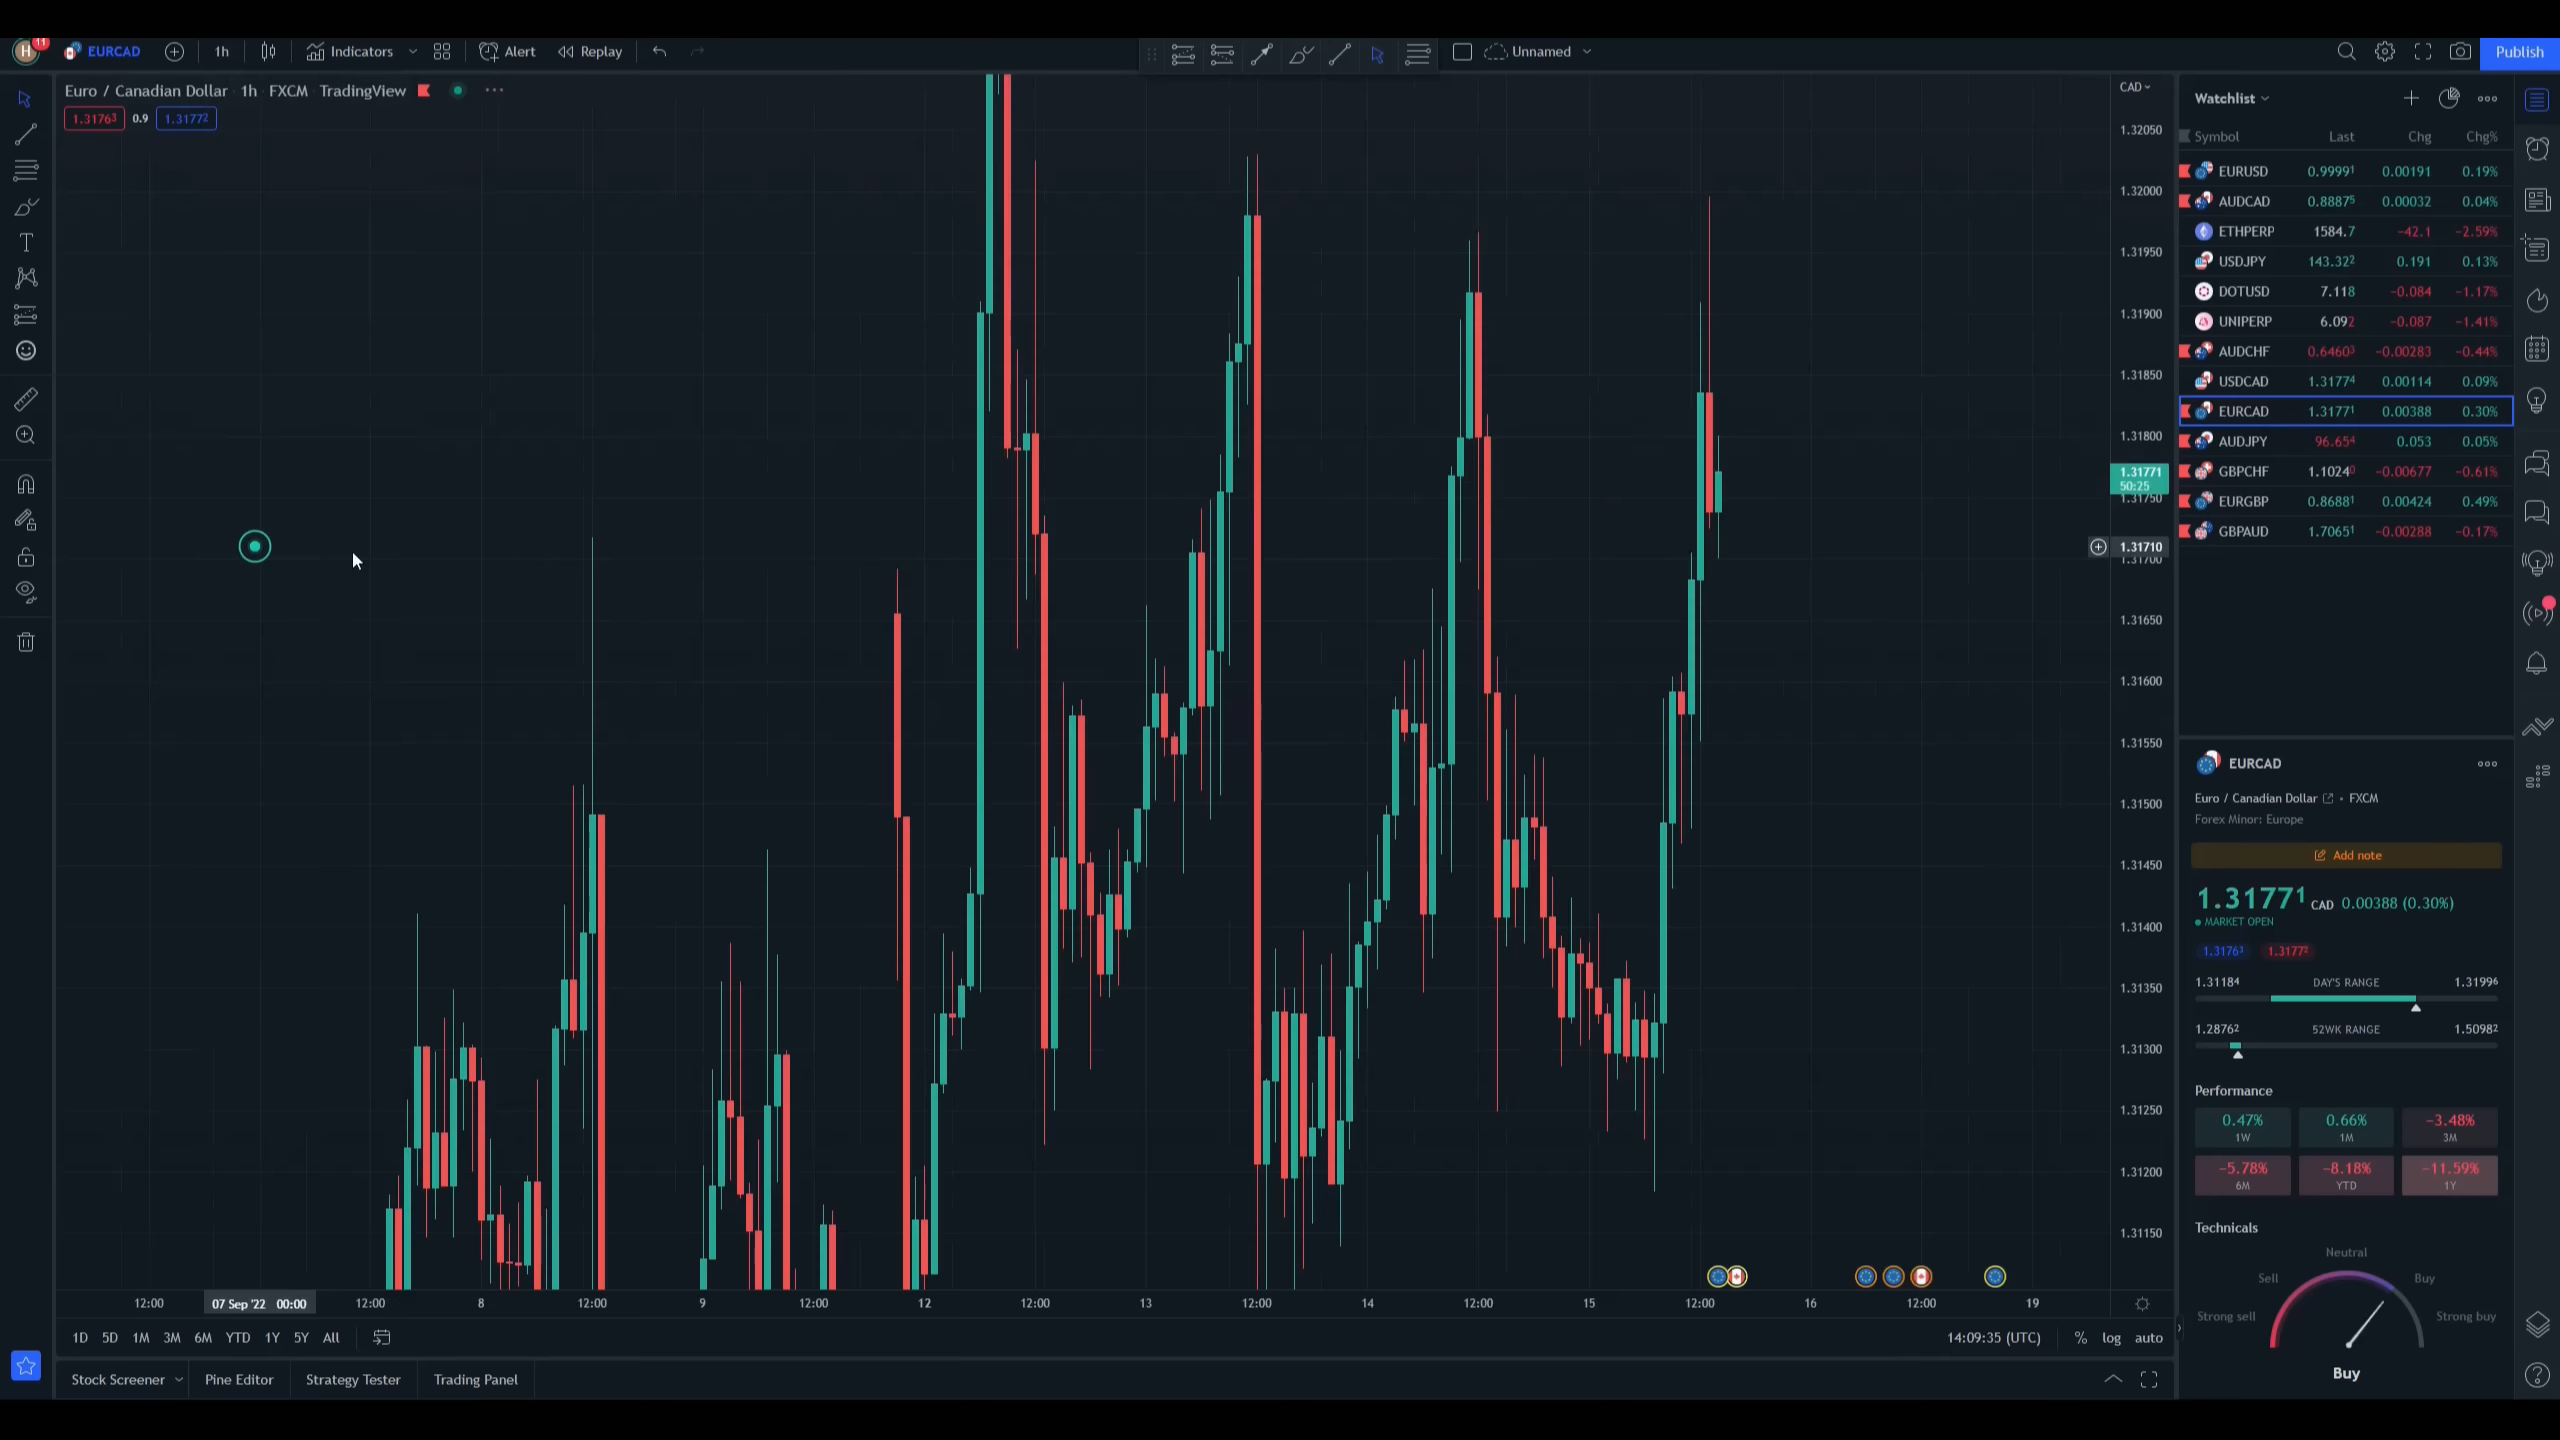 H 11 EURCAD 1h Indicators Alert Replay Unnamed Publish
Euro / Canadian Dollar 1h FXCM TradingView
1.31763 0.9 1.31772
CAD
1.32050
1.32000
1.31950
1.31900
1.31850
1.31800
1.31771
50:25
1.31750
1.31710
1.31700
1.31650
1.31600
1.31550
1.31500
1.31450
1.31400
1.31350
1.31300
1.31250
1.31200
1.31150
12:00 07 Sep '22 00:00 12:00 8 12:00 9 12:00 12 12:00 13 12:00 14 12:00 15 12:00 16 12:00 19
1D 5D 1M 3M 6M YTD 1Y 5Y All 14:09:35 (UTC) % log auto
Stock Screener Pine Editor Strategy Tester Trading Panel
Watchlist
Symbol Last Chg Chg%
EURUSD 0.99991 0.00191 0.19%
AUDCAD 0.88875 0.00032 0.04%
ETHPERP 1584.7 −42.1 −2.59%
USDJPY 143.322 0.191 0.13%
DOTUSD 7.118 −0.084 −1.17%
UNIPERP 6.092 −0.087 −1.41%
AUDCHF 0.64603 −0.00283 −0.44%
USDCAD 1.31774 0.00114 0.09%
EURCAD 1.31771 0.00388 0.30%
AUDJPY 96.654 0.053 0.05%
GBPCHF 1.10240 −0.00677 −0.61%
EURGBP 0.86881 0.00424 0.49%
GBPAUD 1.70651 −0.00288 −0.17%
EURCAD
Euro / Canadian Dollar • FXCM
Forex Minor: Europe
Add note
1.31771 CAD 0.00388 (0.30%)
MARKET OPEN
1.31763 1.31772
1.31184 DAY'S RANGE 1.31996
1.28762 52WK RANGE 1.50982
Performance
0.47% 0.66% −3.48%
1W 1M 3M
−5.78% −8.18% −11.59%
6M YTD 1Y
Technicals
Neutral
Sell Buy
Strong sell Strong buy
Buy